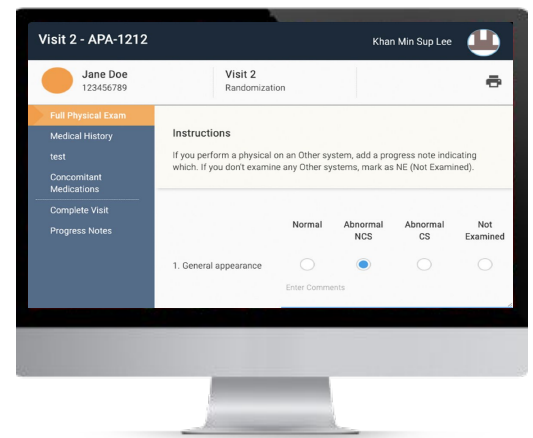 Visit 2 - APA-1212
Khan Min Sup Lee
Jane Doe
123456789
Visit 2
Randomization
Full Physical Exam
Medical History
test
Concomitant
Medications
Complete Visit
Progress Notes
Instructions
If you perform a physical on an Other system, add a progress note indicating
which. If you don't examine any Other systems, mark as NE (Not Examined).
Normal
Abnormal
NCS
Abnormal
CS
Not
Examined
1. General appearance
Enter Comments